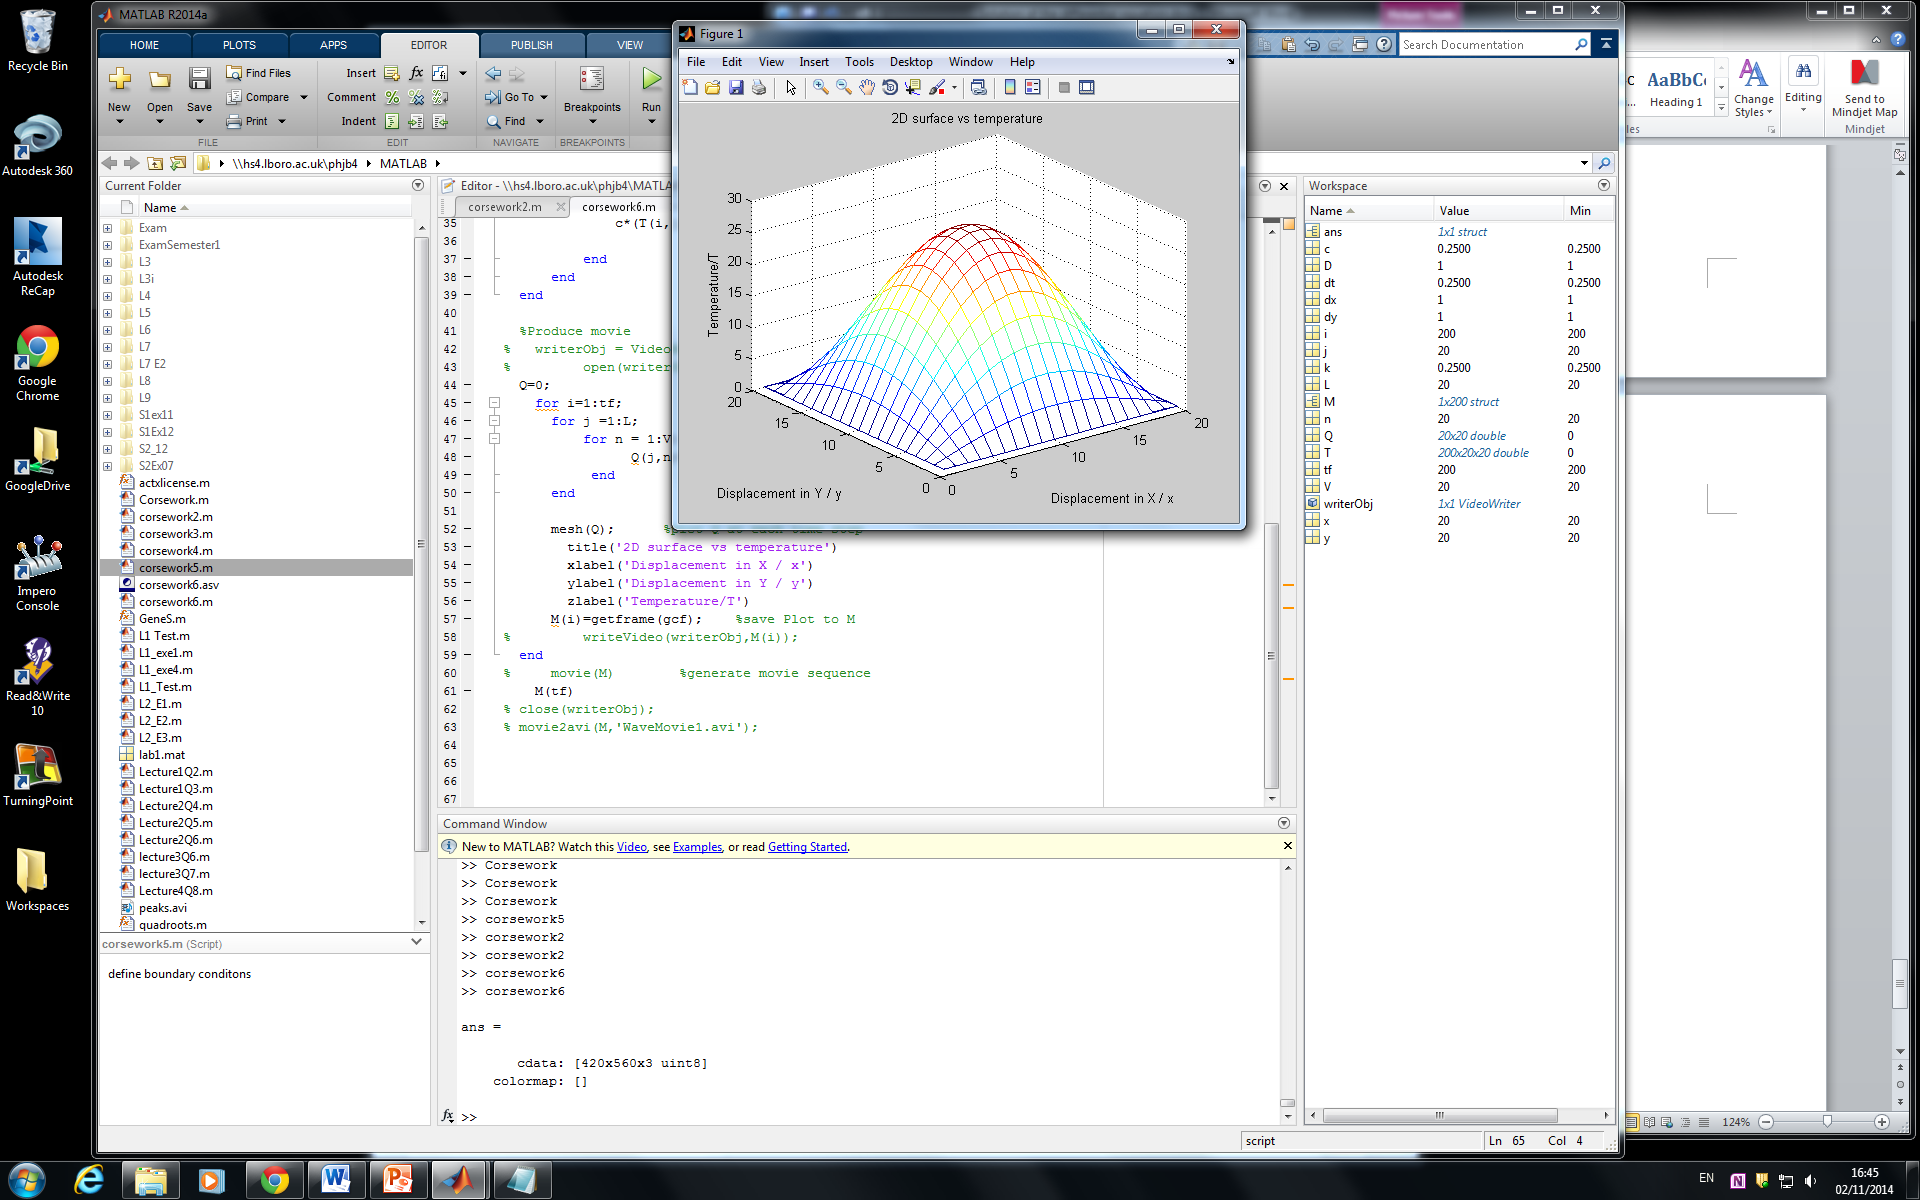 Recycle Bin
Autodesk 360
Autodesk
ReCap
Google
Chrome
GoogleDrive
Impero
Console
Read&Write
10
TurningPoint
Workspaces
MATLAB R2014a
HOME PLOTS APPS EDITOR PUBLISH VIEW
Search Documentation
New Open Save
Find Files
Compare
Print
Insert
Comment
Indent
fx
Go To
Find
Breakpoints
Run
FILE EDIT NAVIGATE BREAKPOINTS
\\hs4.lboro.ac.uk\phjb4 MATLAB
Current Folder
Name
Exam
ExamSemester1
L3
L3i
L4
L5
L6
L7
L7 E2
L8
L9
S1ex11
S1Ex12
S2_12
S2Ex07
actxlicense.m
Corsework.m
corsework2.m
corsework3.m
corsework4.m
corsework5.m
corsework6.asv
corsework6.m
GeneS.m
L1 Test.m
L1_exe1.m
L1_exe4.m
L1_Test.m
L2_E1.m
L2_E2.m
L2_E3.m
lab1.mat
Lecture1Q2.m
Lecture1Q3.m
Lecture2Q4.m
Lecture2Q5.m
Lecture2Q6.m
lecture3Q6.m
lecture3Q7.m
Lecture4Q8.m
peaks.avi
quadroots.m
corsework5.m (Script)
define boundary conditons
Editor - \\hs4.lboro.ac.uk\phjb4\MATLA
corsework2.m corsework6.m
35 c*(T(i,
36
37 end
38 end
39 end
40
41 %Produce movie
42 % writerObj = Video
43 % open(writer
44 Q=0;
45 for i=1:tf;
46 for j =1:L;
47 for n = 1:V
48 Q(j,n
49 end
50 end
51
52 mesh(Q);
53 title('2D surface vs temperature')
54 xlabel('Displacement in X / x')
55 ylabel('Displacement in Y / y')
56 zlabel('Temperature/T')
57 M(i)=getframe(gcf); %save Plot to M
58 % writeVideo(writerObj,M(i));
59 end
60 % movie(M) %generate movie sequence
61 M(tf)
62 % close(writerObj);
63 % movie2avi(M,'WaveMovie1.avi');
64
65
66
67
Figure 1
File Edit View Insert Tools Desktop Window Help
2D surface vs temperature
Temperature/T
30
25
20
15
10
5
0
20
15
10
5
0
0
5
10
15
20
Displacement in Y / y
Displacement in X / x
Command Window
New to MATLAB? Watch this Video, see Examples, or read Getting Started.
>> Corsework
>> Corsework
>> Corsework
>> corsework5
>> corsework2
>> corsework2
>> corsework6
>> corsework6
ans =
cdata: [420x560x3 uint8]
colormap: []
fx >>
Workspace
Name Value Min
ans 1x1 struct
c 0.2500 0.2500
D 1 1
dt 0.2500 0.2500
dx 1 1
dy 1 1
i 200 200
j 20 20
k 0.2500 0.2500
L 20 20
M 1x200 struct
n 20 20
Q 20x20 double 0
T 200x20x20 double 0
tf 200 200
V 20 20
writerObj 1x1 VideoWriter
x 20 20
y 20 20
script
Ln 65 Col 4
AaBbC
Heading 1
Change
Styles
Editing
Send to
Mindjet Map
Mindjet
124%
EN
16:45
02/11/2014